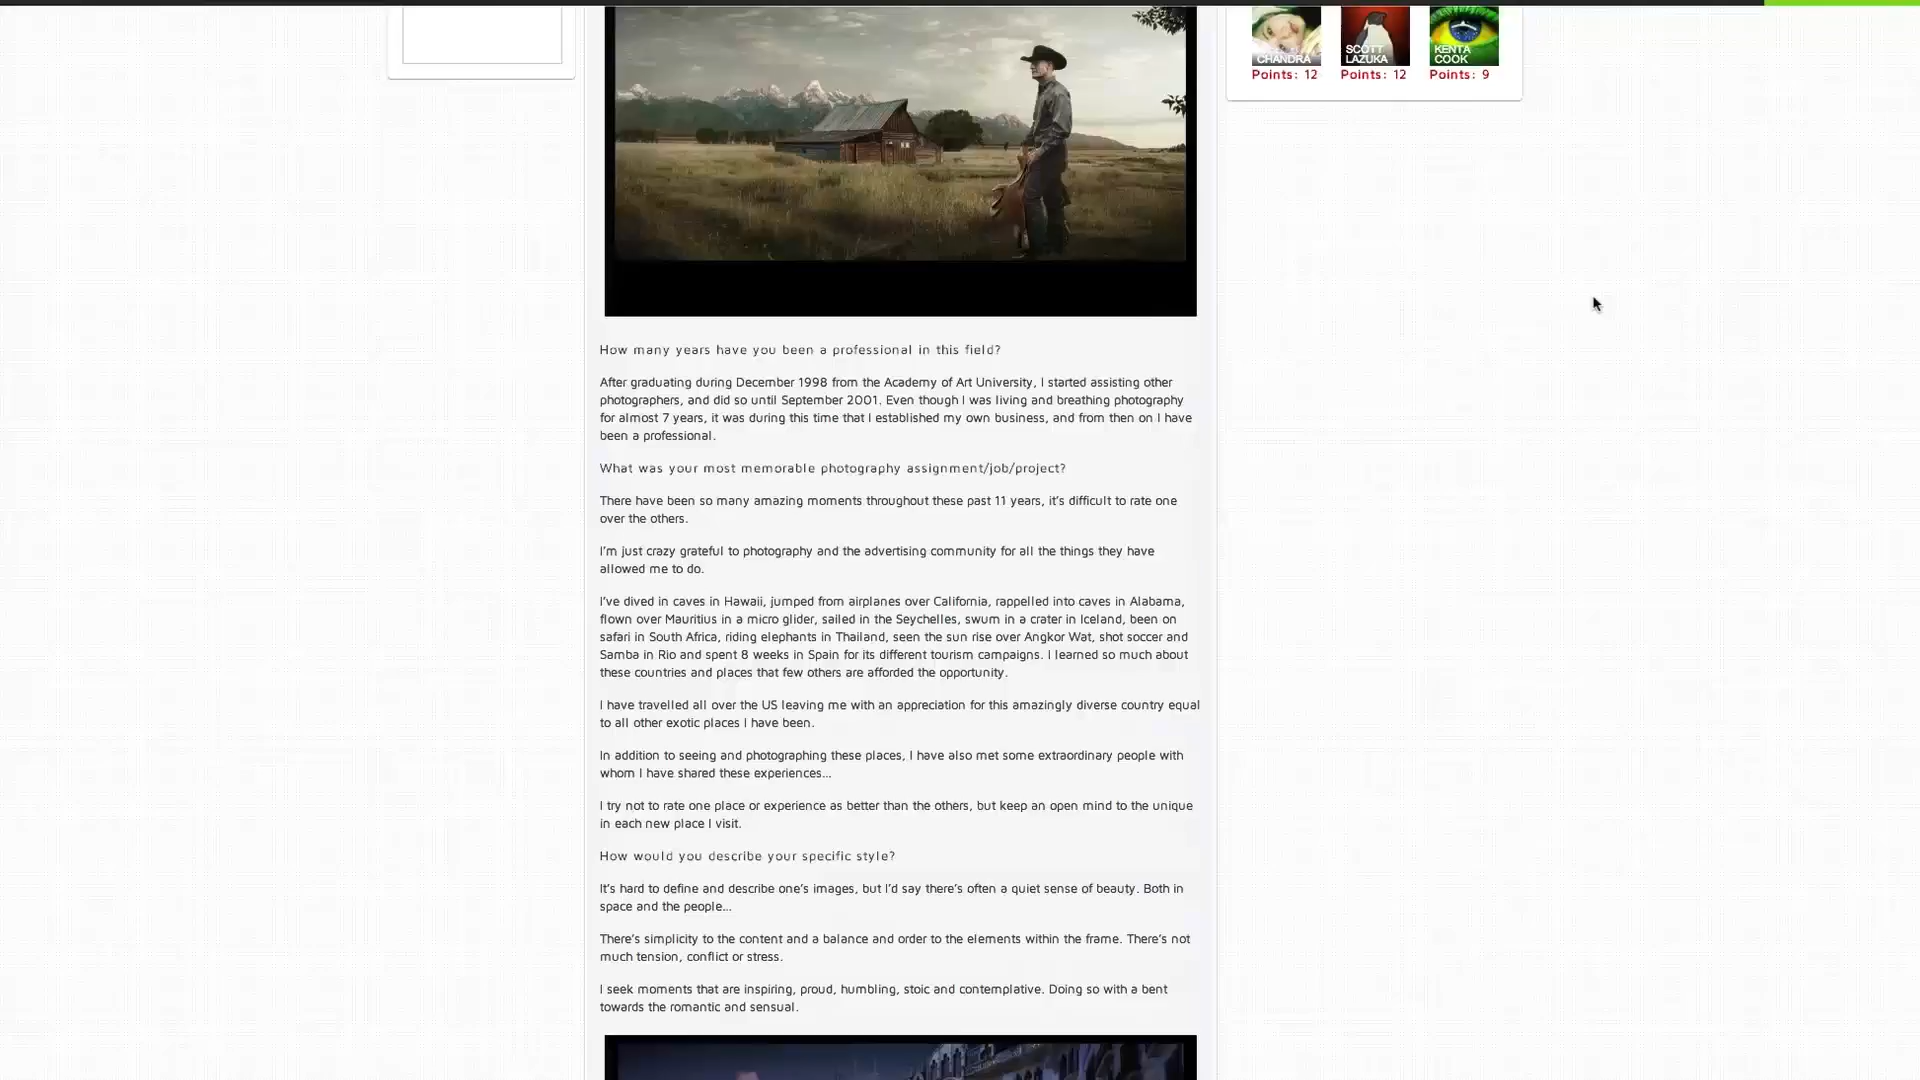 CHANDRA
SCOTT
LAZUKA
KENTA
COOK
Points: 12
Points: 12
Points: 9
How many years have you been a professional in this field?
After graduating during December 1998 from the Academy of Art University, I started assisting other
photographers, and did so until September 2001. Even though I was living and breathing photography
for almost 7 years, it was during this time that I established my own business, and from then on I have
been a professional.
What was your most memorable photography assignment/job/project?
There have been so many amazing moments throughout these past 11 years, it's difficult to rate one
over the others.
I'm just crazy grateful to photography and the advertising community for all the things they have
allowed me to do.
I've dived in caves in Hawaii, jumped from airplanes over California, rappelled into caves in Alabama,
flown over Mauritius in a micro glider, sailed in the Seychelles, swum in a crater in Iceland, been on
safari in South Africa, riding elephants in Thailand, seen the sun rise over Angkor Wat, shot soccer and
Samba in Rio and spent 8 weeks in Spain for its different tourism campaigns. I learned so much about
these countries and places that few others are afforded the opportunity.
I have travelled all over the US leaving me with an appreciation for this amazingly diverse country equal
to all other exotic places I have been.
In addition to seeing and photographing these places, I have also met some extraordinary people with
whom I have shared these experiences...
I try not to rate one place or experience as better than the others, but keep an open mind to the unique
in each new place I visit.
How would you describe your specific style?
It's hard to define and describe one's images, but I'd say there's often a quiet sense of beauty. Both in
space and the people...
There's simplicity to the content and a balance and order to the elements within the frame. There's not
much tension, conflict or stress.
I seek moments that are inspiring, proud, humbling, stoic and contemplative. Doing so with a bent
towards the romantic and sensual.